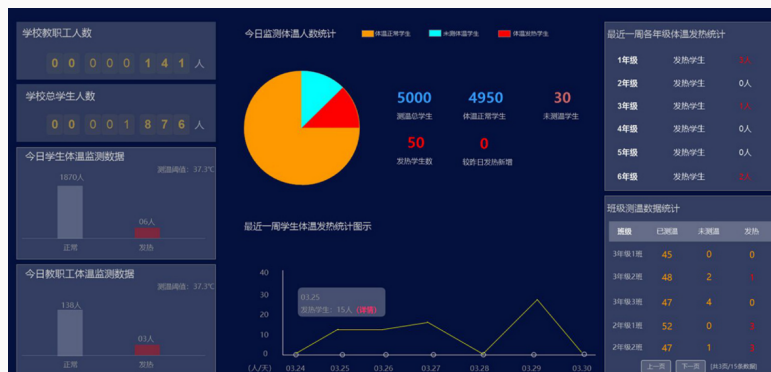 学校教职工人数
0 0 0 0 0 1 4 1 人
学校总学生人数
0 0 0 0 1 8 7 6 人
今日学生体温监测数据
测温阈值: 37.3℃
1870人
06人
正常 发热
今日教职工体温监测数据
测温阈值: 37.3℃
138人
03人
正常 发热
今日监测体温人数统计
体温正常学生 未测体温学生 体温发热学生
5000 4950 30
测温总学生 体温正常学生 未测温学生
50 0
发热学生数 较昨日发热新增
最近一周学生体温发热统计图示
40
30
20
10
0
03.25
发热学生: 15人 (详情)
(人/天) 03.24 03.25 03.26 03.27 03.28 03.29 03.30
最近一周各年级体温发热统计
1年级 发热学生
2年级 发热学生 0人
3年级 发热学生
4年级 发热学生 0人
5年级 发热学生 0人
6年级 发热学生
班级测温数据统计
班级 已测温 未测温 发热
3年级1班 45 0 0
3年级2班 48 2
3年级3班 47 4 0
2年级1班 52 0
2年级2班 47 1
上一页 下一页 [共3页/15条数据]